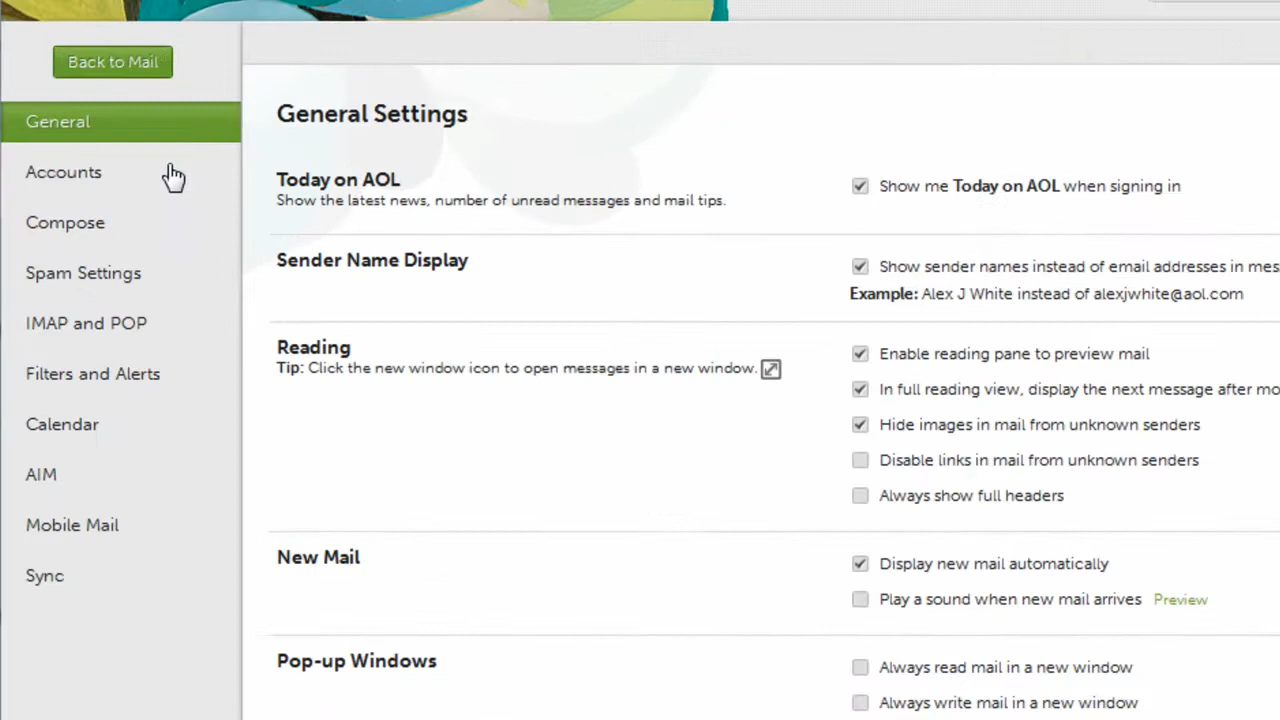 Back to Mail
General
Accounts
Compose
Spam Settings
IMAP and POP
Filters and Alerts
Calendar
AIM
Mobile Mail
Sync
General Settings
Today on AOL
Show the latest news, number of unread messages and mail tips.
Show me Today on AOL when signing in
Sender Name Display
Show sender names instead of email addresses in
Example: Alex J White instead of alexjwhite@aol.com
Reading
Tip: Click the new window icon to open messages in a new window.
Enable reading pane to preview mail
In full reading view, display the next message after
Hide images in mail from unknown senders
Disable links in mail from unknown senders
Always show full headers
New Mail
Display new mail automatically
Play a sound when new mail arrives Preview
Pop-up Windows
Always read mail in a new window
Always write mail in a new window